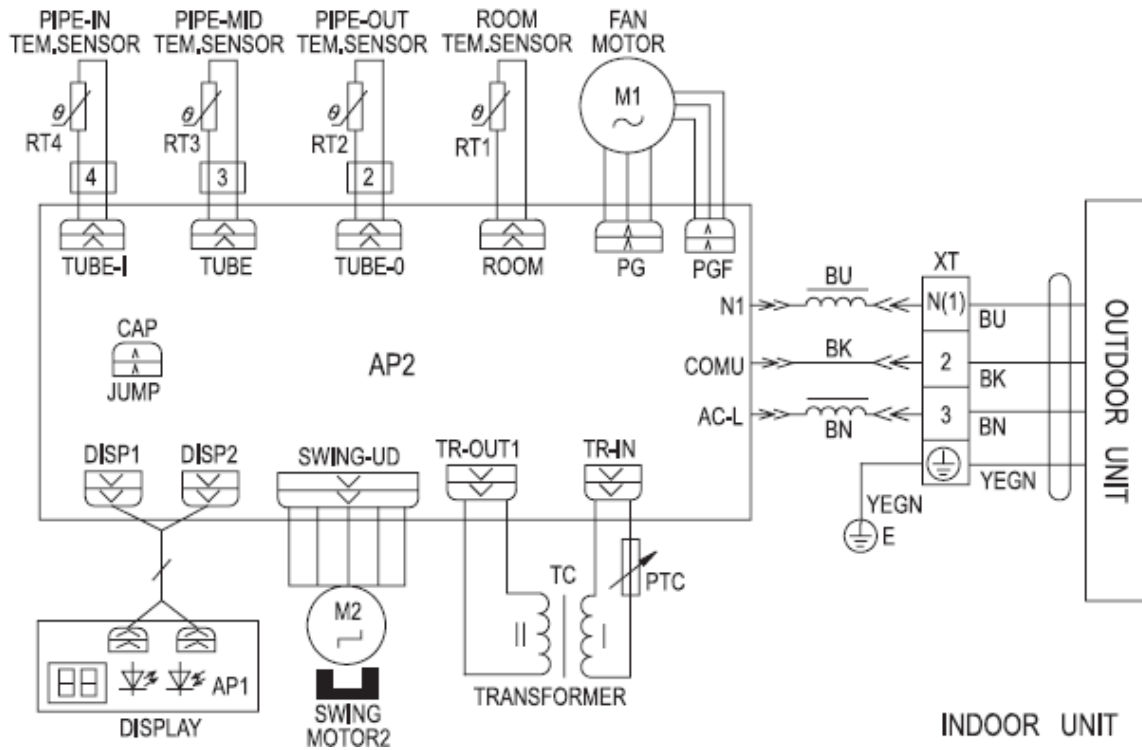 PIPE-IN
TEM.SENSOR
PIPE-MID
TEM.SENSOR
PIPE-OUT
TEM.SENSOR
ROOM
TEM.SENSOR
FAN
MOTOR
M1
θ
RT4
θ
RT3
θ
RT2
θ
RT1
4
3
2
TUBE-I
TUBE
TUBE-0
ROOM
PG
PGF
XT
N1
BU
N(1)
BU
CAP
JUMP
AP2
COMU
BK
2
BK
AC-L
BN
3
BN
OUTDOOR UNIT
DISP1
DISP2
SWING-UD
TR-OUT1
TR-IN
YEGN
YEGN
E
TC
PTC
M2
II
I
AP1
DISPLAY
SWING
MOTOR2
TRANSFORMER
INDOOR UNIT